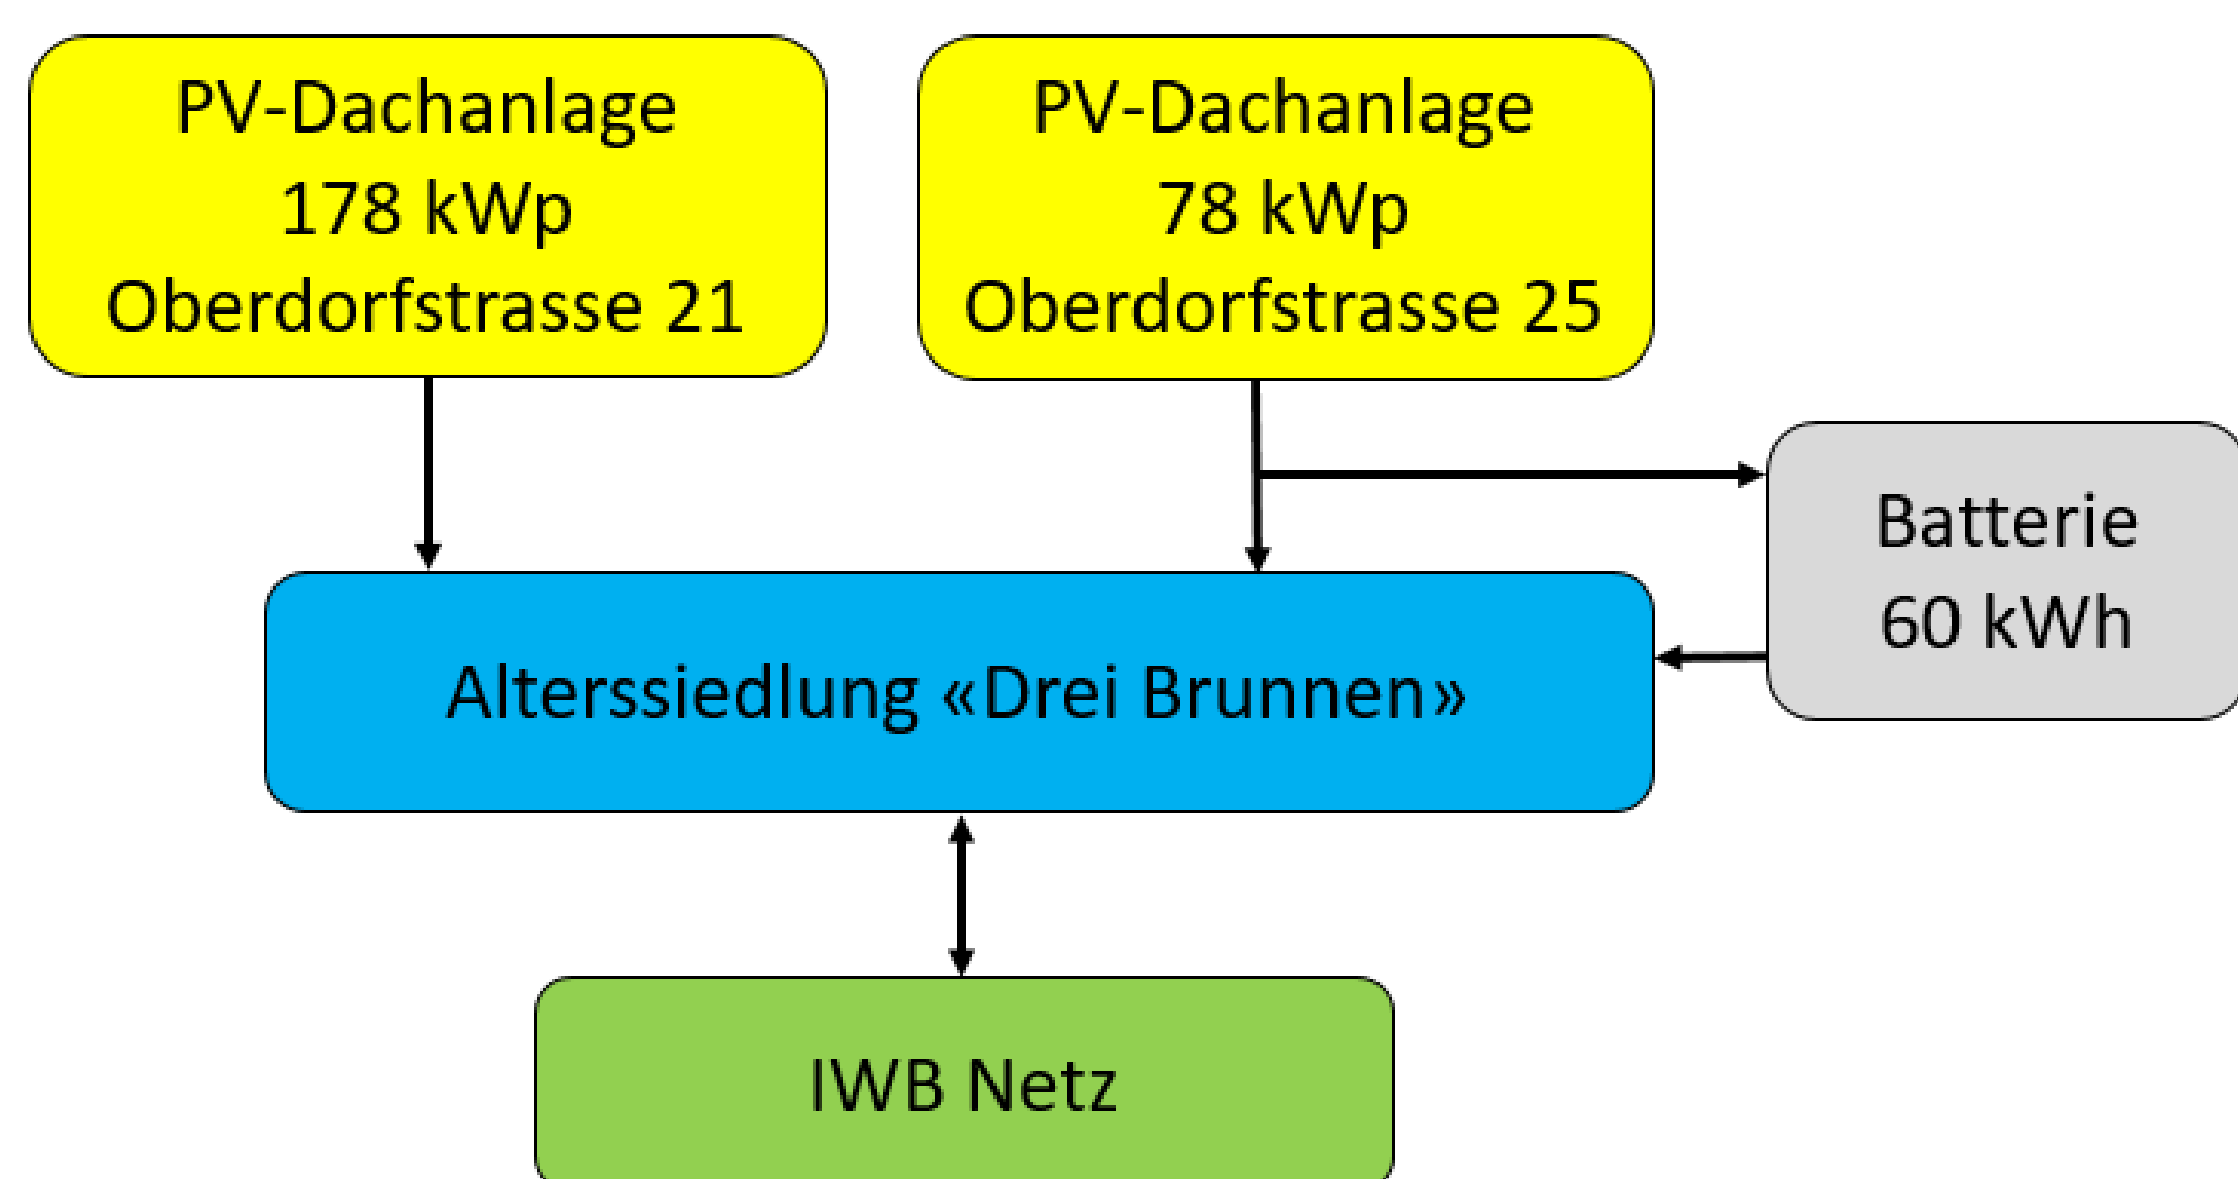 PV-Dachanlage
178 kWp
Oberdorfstrasse 21
PV-Dachanlage
78 kWp
Oberdorfstrasse 25
Batterie
60 kWh
Alterssiedlung «Drei Brunnen»
IWB Netz